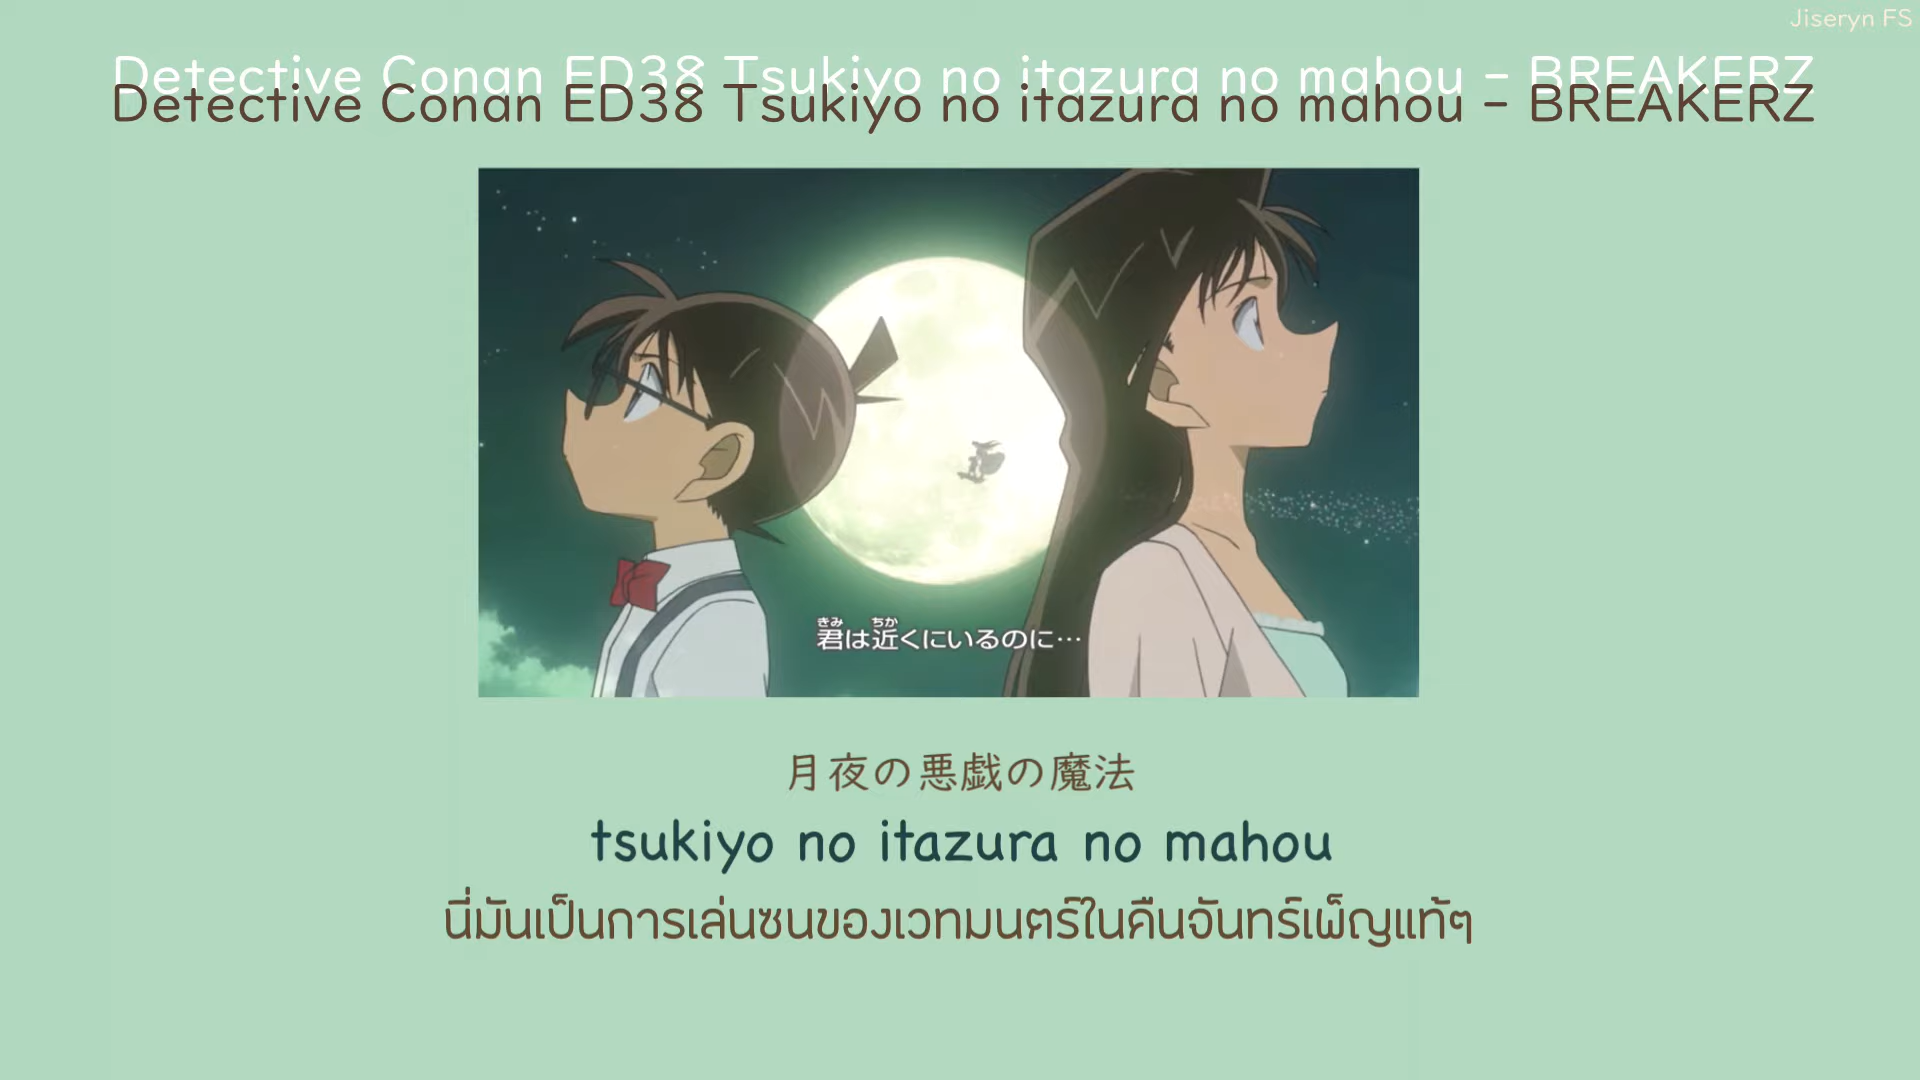 Jiseryn FS
Detective Conan ED38 Tsukiyo no itazura no mahou - BREAKERZ
Detective Conan ED38 Tsukiyo no itazura no mahou - BREAKERZ
きみ ちか
君は近くにいるのに…
月夜の悪戯の魔法
tsukiyo no itazura no mahou
นี่มันเป็นการเล่นซนของเวทมนตร์ในคืนจันทร์เพ็ญแท้ๆ